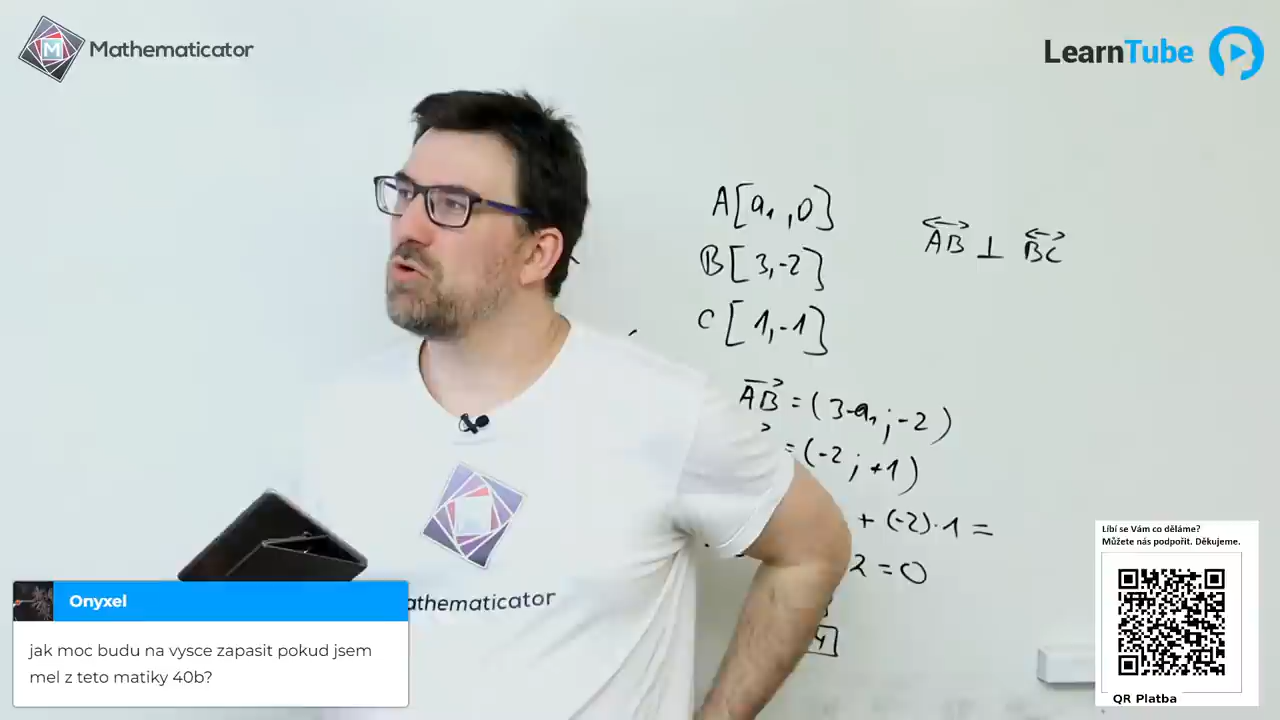 Mathematicator
LearnTube
A[a₁,0]
B[3,-2]
C[1,-1]
AB ⊥ BC
AB = (3-a₁;-2)
= (-2;+1)
+ (-2)·1 =
2 = 0
4
athematicator
Onyxel
jak moc budu na vysce zapasit pokud jsem
mel z teto matiky 40b?
Líbí se Vám co děláme?
Můžete nás podpořit. Děkujeme.
QR Platba